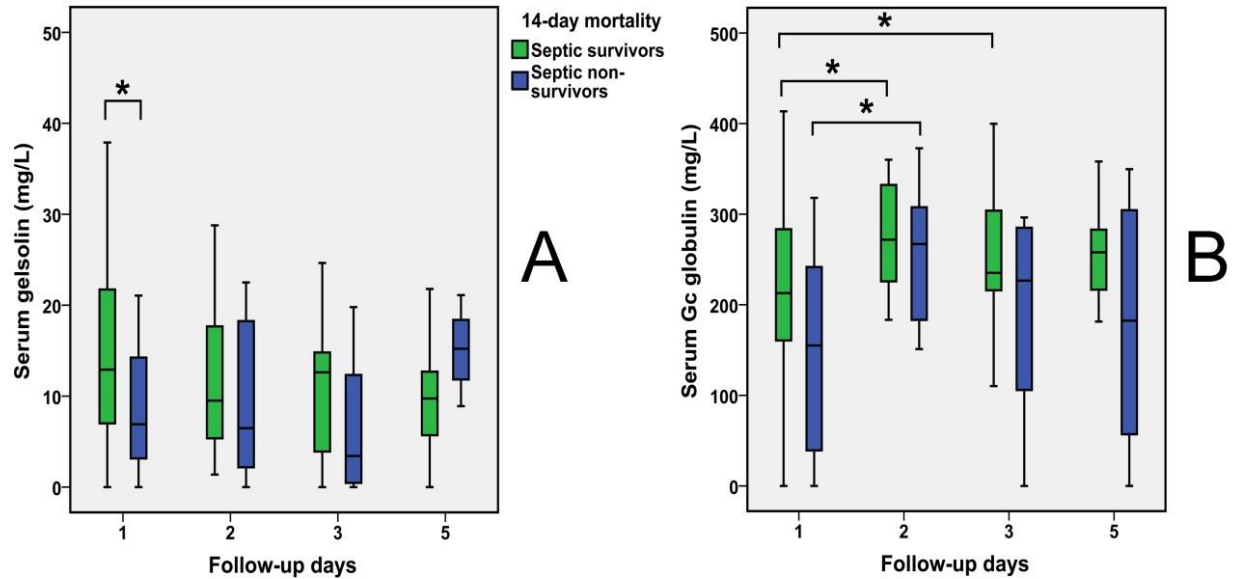 14-day mortality
Septic survivors
Septic non-
survivors
Serum gelsolin (mg/L)
50
40
30
20
10
0
*
1 2 3 5
Follow-up days
A
Serum Gc globulin (mg/L)
500
400
300
200
100
0
*
*
*
1 2 3 5
Follow-up days
B